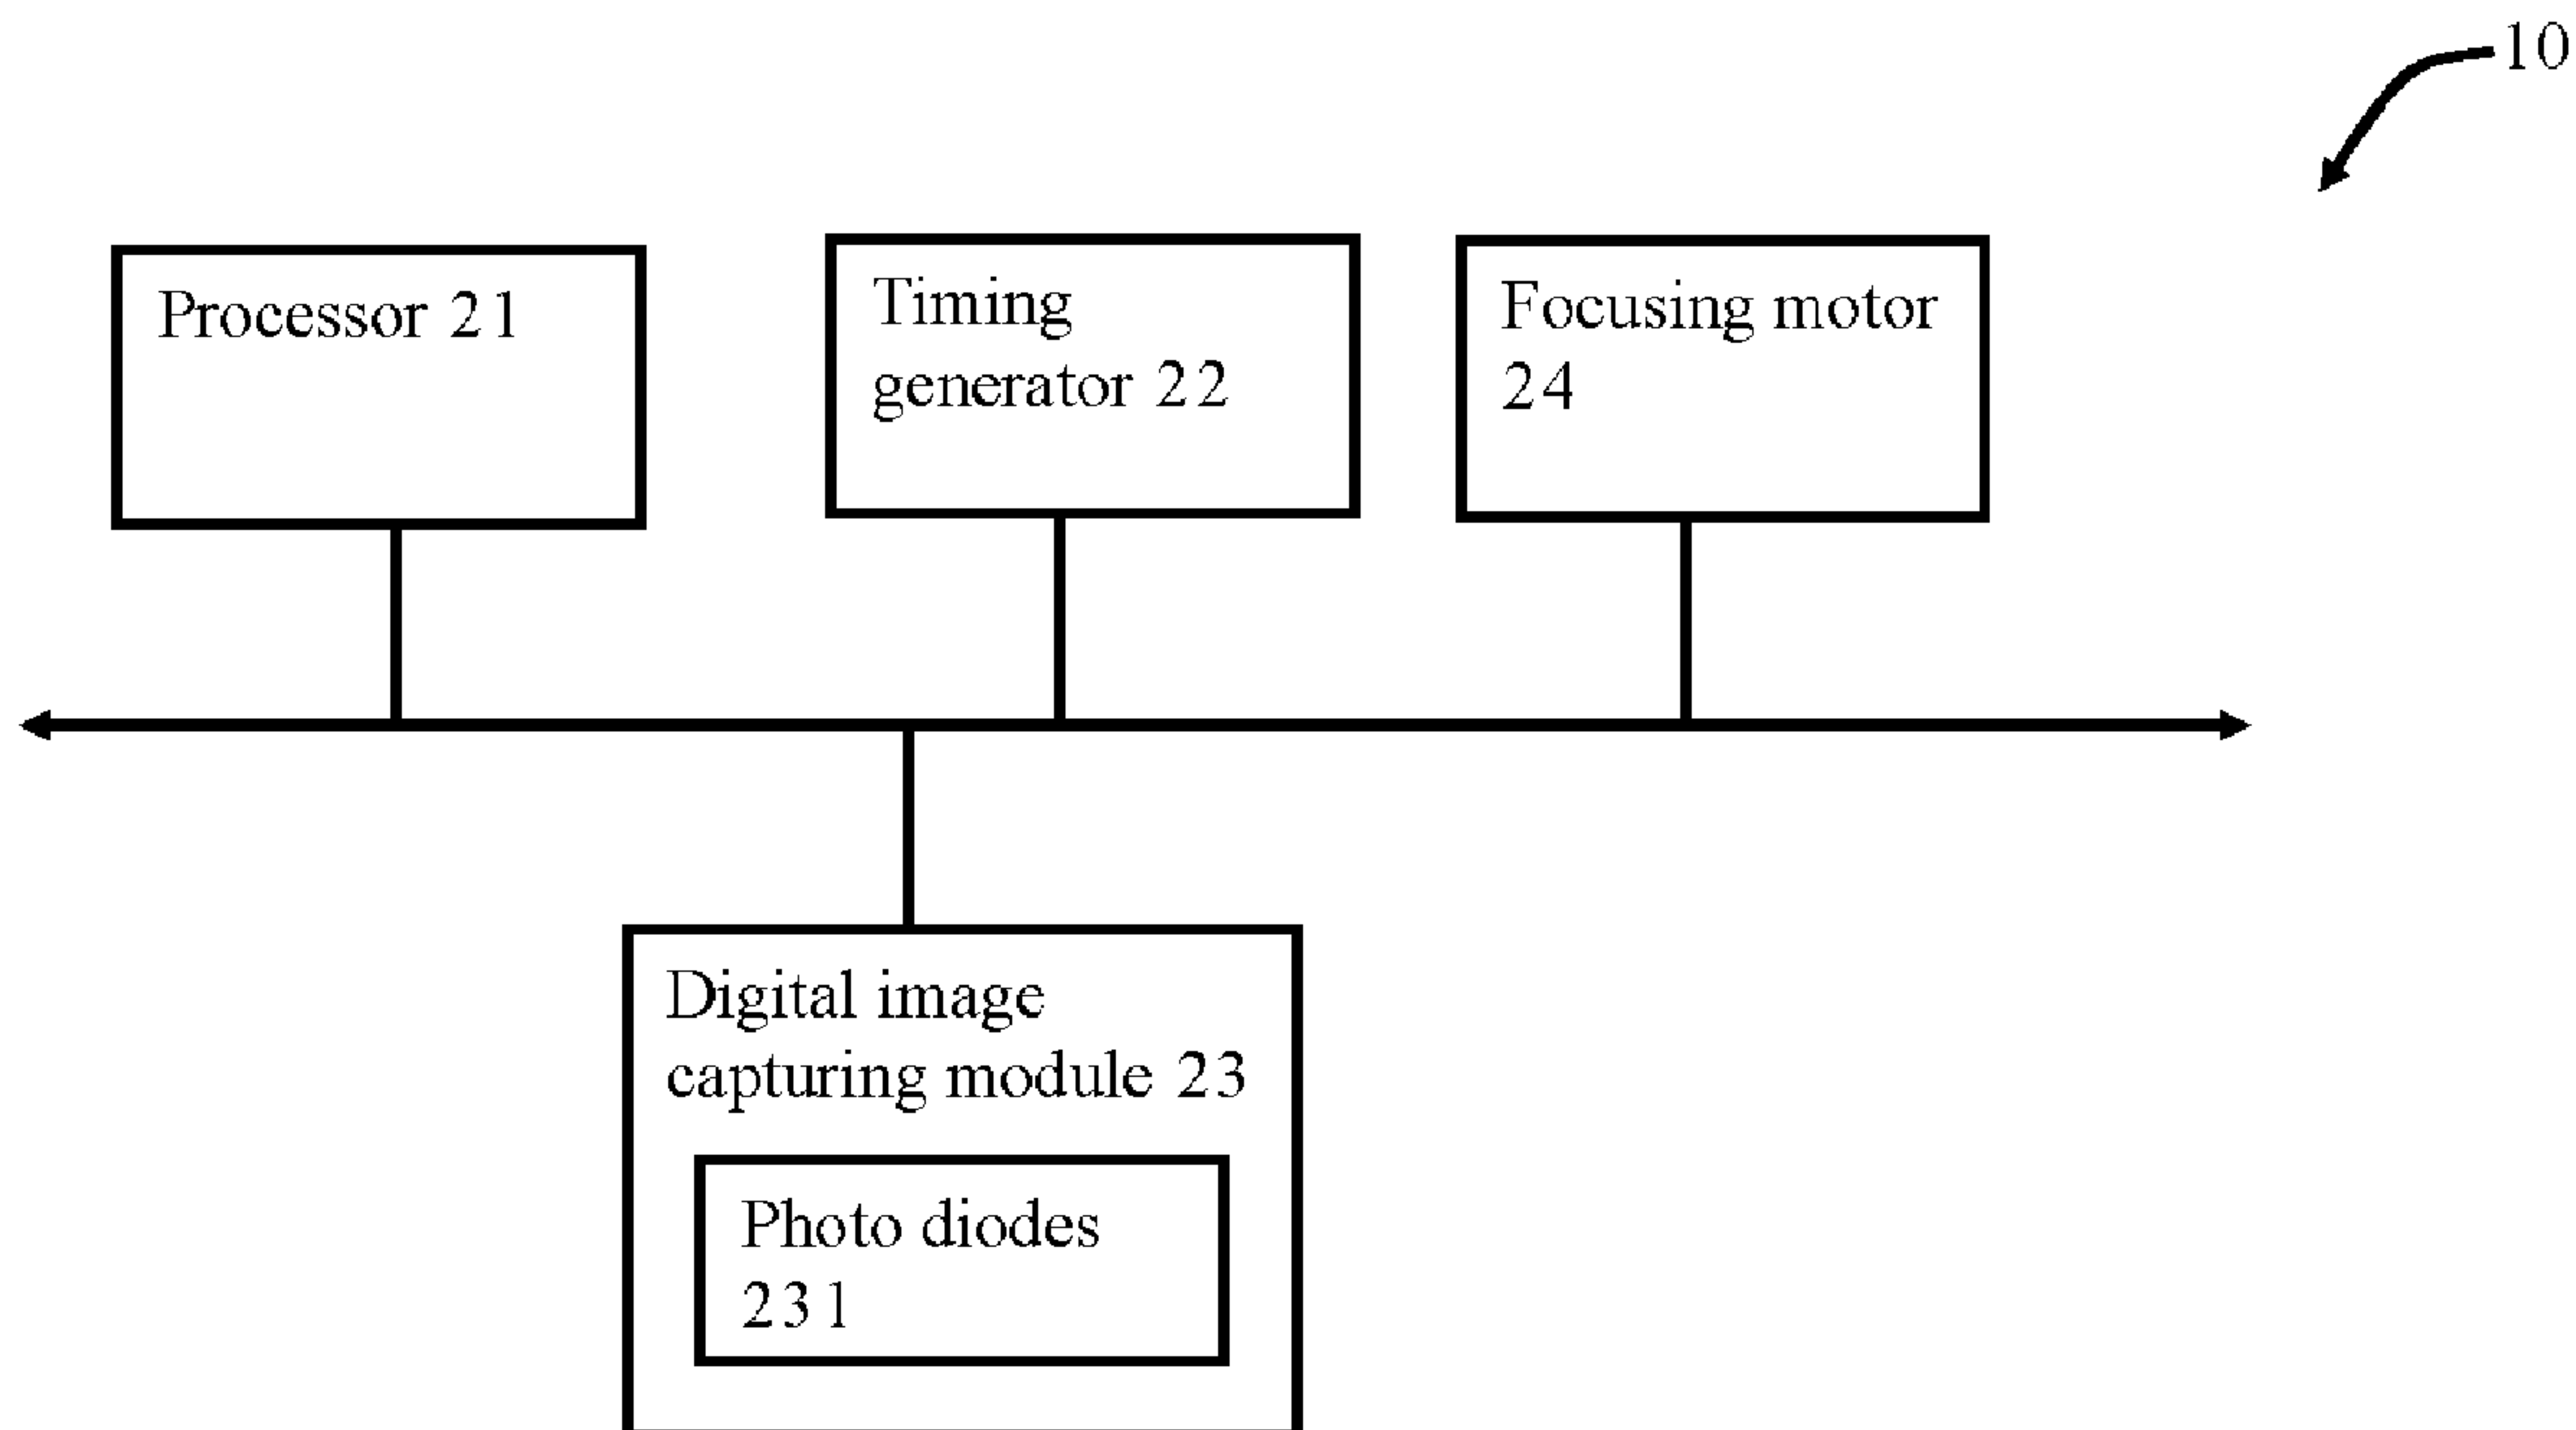 10
Processor 21
Timing
generator 22
Focusing motor
24
Digital image
capturing module 23
Photo diodes
231